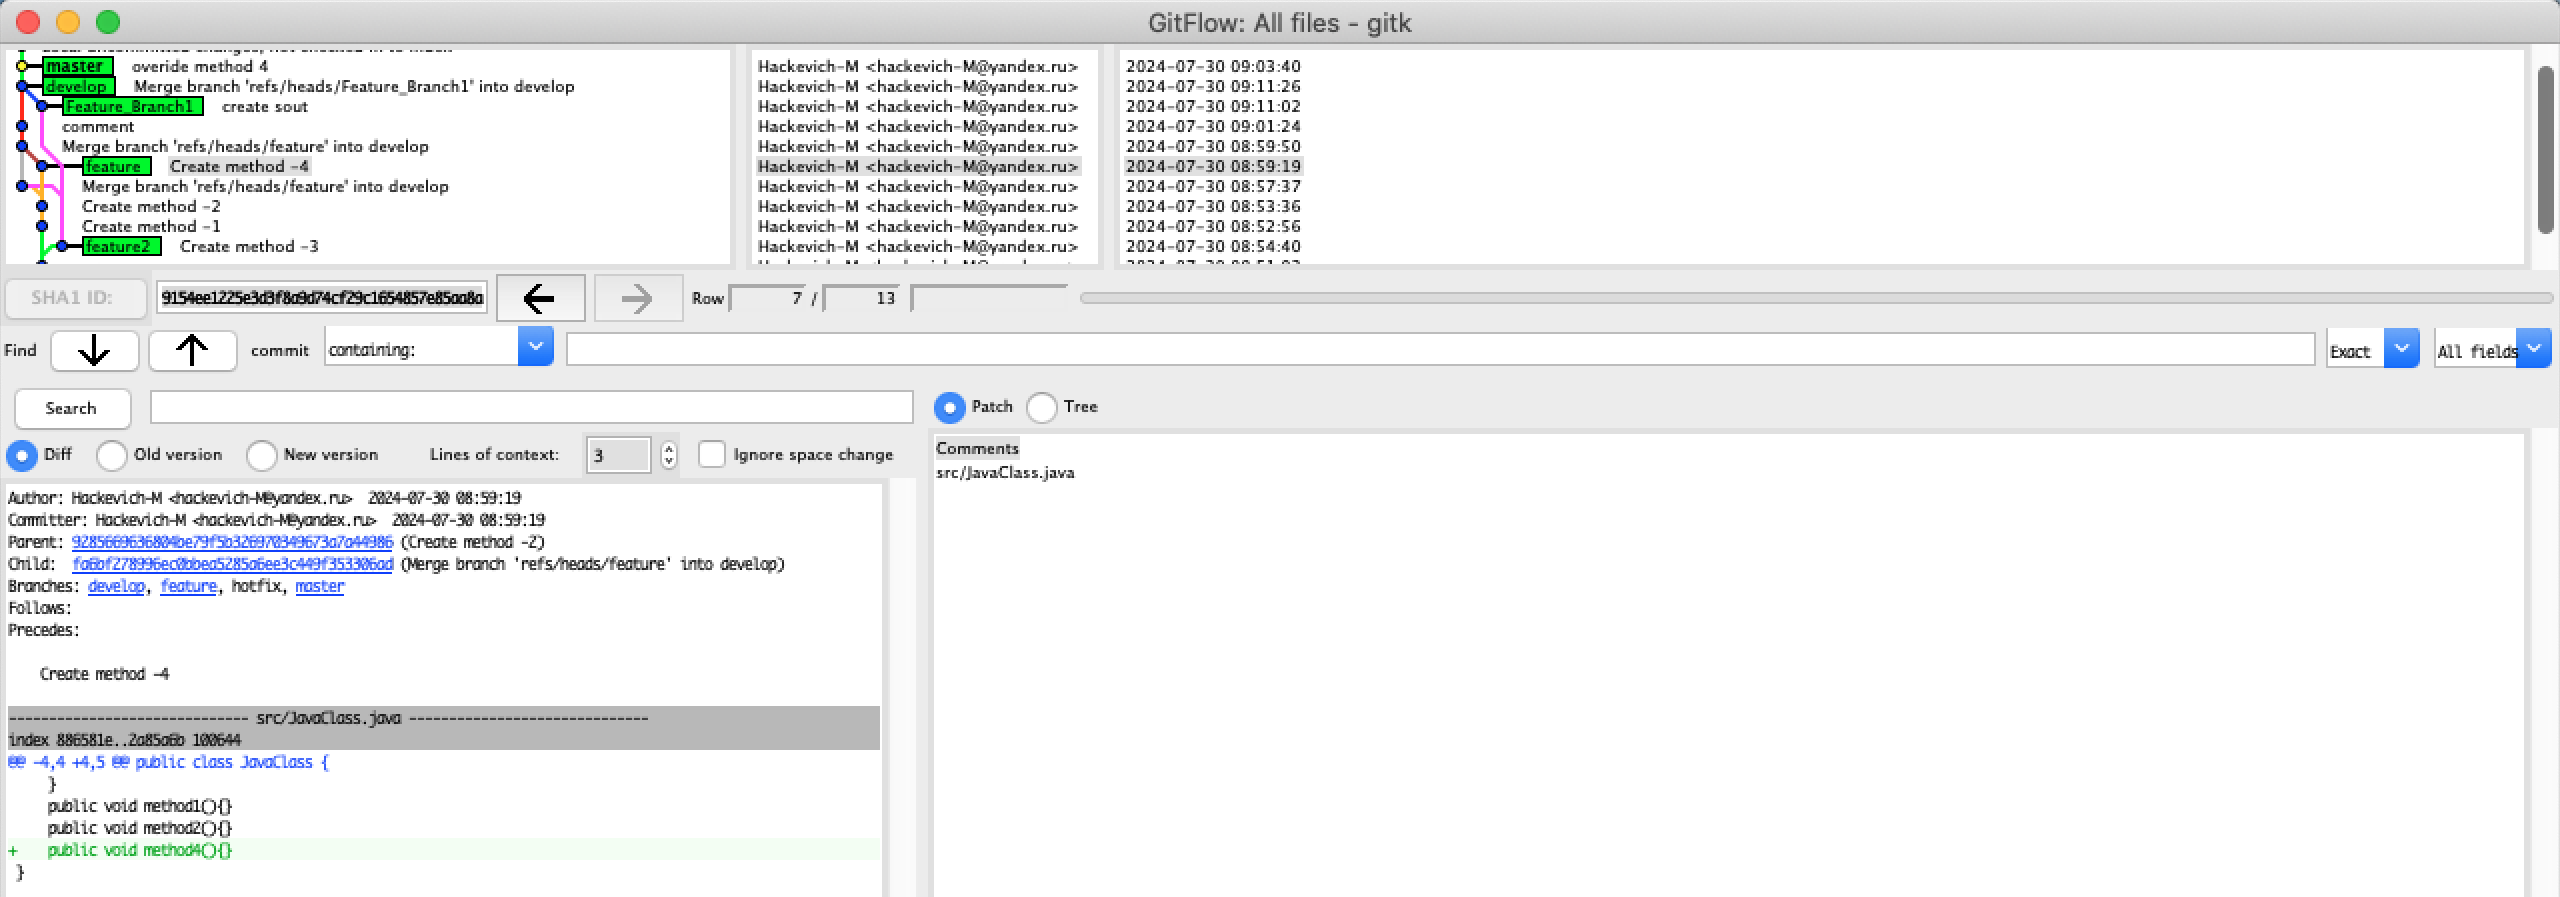 GitFlow: All files - gitk
master override method 4 Hackevich-M <hackevich-M@yandex.ru> 2024-07-30 09:03:40
develop Merge branch 'refs/heads/Feature_Branch1' into develop Hackevich-M <hackevich-M@yandex.ru> 2024-07-30 09:11:26
Feature_Branch1 create sout Hackevich-M <hackevich-M@yandex.ru> 2024-07-30 09:11:02
comment Hackevich-M <hackevich-M@yandex.ru> 2024-07-30 09:01:24
Merge branch 'refs/heads/feature' into develop Hackevich-M <hackevich-M@yandex.ru> 2024-07-30 08:59:50
feature Create method -4 Hackevich-M <hackevich-M@yandex.ru> 2024-07-30 08:59:19
Merge branch 'refs/heads/feature' into develop Hackevich-M <hackevich-M@yandex.ru> 2024-07-30 08:57:37
Create method -2 Hackevich-M <hackevich-M@yandex.ru> 2024-07-30 08:53:36
Create method -1 Hackevich-M <hackevich-M@yandex.ru> 2024-07-30 08:52:56
feature2 Create method -3 Hackevich-M <hackevich-M@yandex.ru> 2024-07-30 08:54:40
SHA1 ID: 9154ee1225e3d3f8a9d74cf29c1654857e85aa8a Row 7 / 13
Find commit containing: Exact All fields
Search Patch Tree
Diff Old version New version Lines of context: 3 Ignore space change
Comments
src/JavaClass.java
Author: Hackevich-M <hackevich-M@yandex.ru> 2024-07-30 08:59:19
Committer: Hackevich-M <hackevich-M@yandex.ru> 2024-07-30 08:59:19
Parent: 9285669636804be79f5b326970349673a7a44986 (Create method -2)
Child: fa6bf278996ec0bbea5285a6ee3c449f353306ad (Merge branch 'refs/heads/feature' into develop)
Branches: develop, feature, hotfix, master
Follows:
Precedes:
Create method -4
------------------------------ src/JavaClass.java ------------------------------
index 886581e..2a85a6b 100644
@@ -4,4 +4,5 @@ public class JavaClass {
}
public void method1(){}
public void method2(){}
+ public void method4(){}
}